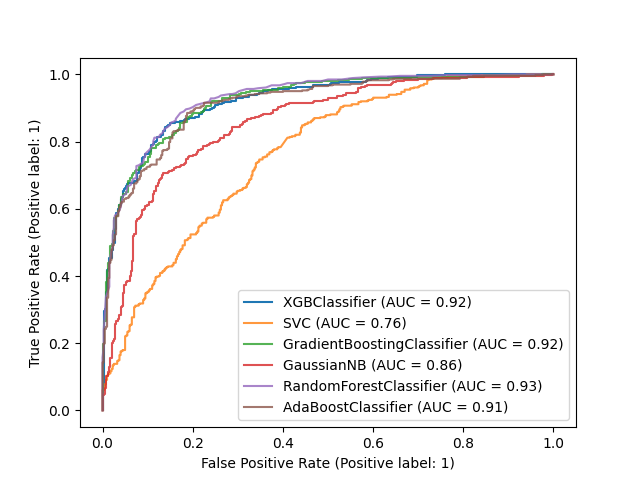 1.0
0.8
0.6
0.4
0.2
0.0
True Positive Rate (Positive label: 1)
XGBClassifier (AUC = 0.92)
SVC (AUC = 0.76)
GradientBoostingClassifier (AUC = 0.92)
GaussianNB (AUC = 0.86)
RandomForestClassifier (AUC = 0.93)
AdaBoostClassifier (AUC = 0.91)
0.0 0.2 0.4 0.6 0.8 1.0
False Positive Rate (Positive label: 1)